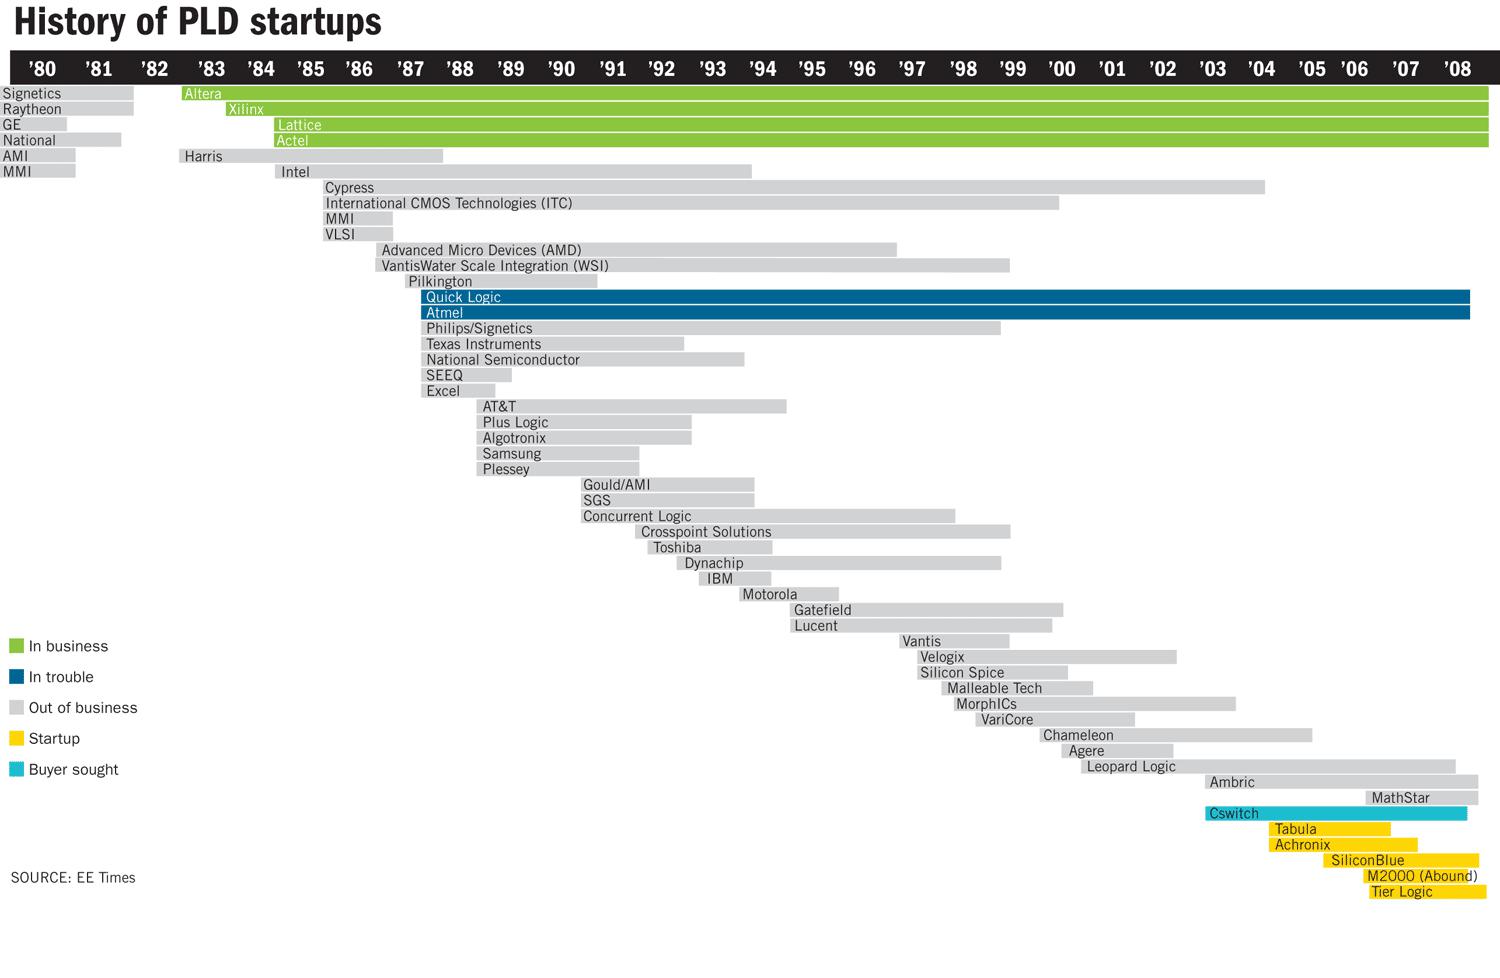 History of PLD startups
’80 ’81 ’82 ’83 ’84 ’85 ’86 ’87 ’88 ’89 ’90 ’91 ’92 ’93 ’94 ’95 ’96 ’97 ’98 ’99 ’00 ’01 ’02 ’03 ’04 ’05 ’06 ’07 ’08
Signetics Altera
Raytheon Xilinx
GE Lattice
National Actel
AMI Harris
MMI Intel
Cypress
International CMOS Technologies (ITC)
MMI
VLSI
Advanced Micro Devices (AMD)
VantisWater Scale Integration (WSI)
Pilkington
Quick Logic
Atmel
Philips/Signetics
Texas Instruments
National Semiconductor
SEEQ
Excel
AT&T
Plus Logic
Algotronix
Samsung
Plessey
Gould/AMI
SGS
Concurrent Logic
Crosspoint Solutions
Toshiba
Dynachip
IBM
Motorola
Gatefield
Lucent
Vantis
Velogix
Silicon Spice
Malleable Tech
MorphICs
VariCore
Chameleon
Agere
Leopard Logic
Ambric
MathStar
Cswitch
Tabula
Achronix
SiliconBlue
M2000 (Abound)
Tier Logic
In business
In trouble
Out of business
Startup
Buyer sought
SOURCE: EE Times